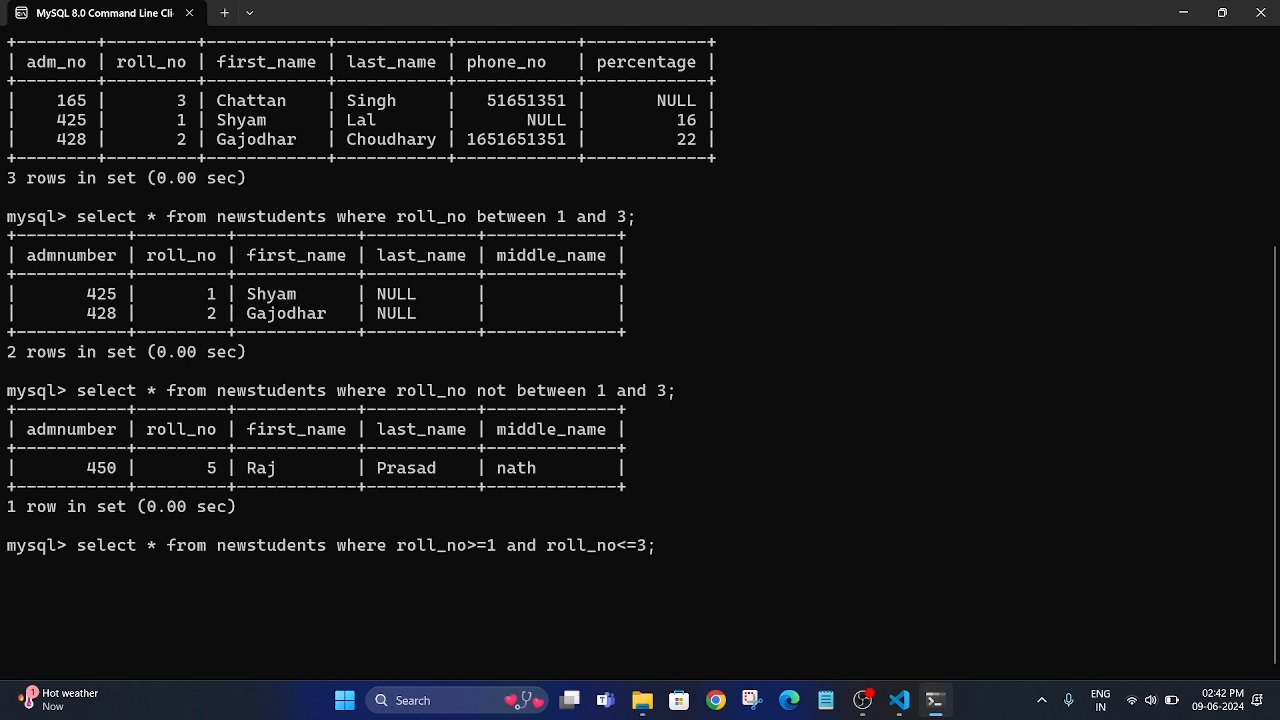 MySQL 8.0 Command Line Cli
+--------+---------+------------+-----------+------------+------------+
| adm_no | roll_no | first_name | last_name | phone_no   | percentage |
+--------+---------+------------+-----------+------------+------------+
|    165 |       3 | Chattan    | Singh     |   51651351 |       NULL |
|    425 |       1 | Shyam      | Lal       |       NULL |         16 |
|    428 |       2 | Gajodhar   | Choudhary | 1651651351 |         22 |
+--------+---------+------------+-----------+------------+------------+
3 rows in set (0.00 sec)
mysql> select * from newstudents where roll_no between 1 and 3;
+-----------+---------+------------+-----------+-------------+
| admnumber | roll_no | first_name | last_name | middle_name |
+-----------+---------+------------+-----------+-------------+
|       425 |       1 | Shyam      | NULL      |             |
|       428 |       2 | Gajodhar   | NULL      |             |
+-----------+---------+------------+-----------+-------------+
2 rows in set (0.00 sec)
mysql> select * from newstudents where roll_no not between 1 and 3;
+-----------+---------+------------+-----------+-------------+
| admnumber | roll_no | first_name | last_name | middle_name |
+-----------+---------+------------+-----------+-------------+
|       450 |       5 | Raj        | Prasad    | nath        |
+-----------+---------+------------+-----------+-------------+
1 row in set (0.00 sec)
mysql> select * from newstudents where roll_no>=1 and roll_no<=3;
1 Hot weather
Now
Search
ENG
IN
02:42 PM
09-06-2024